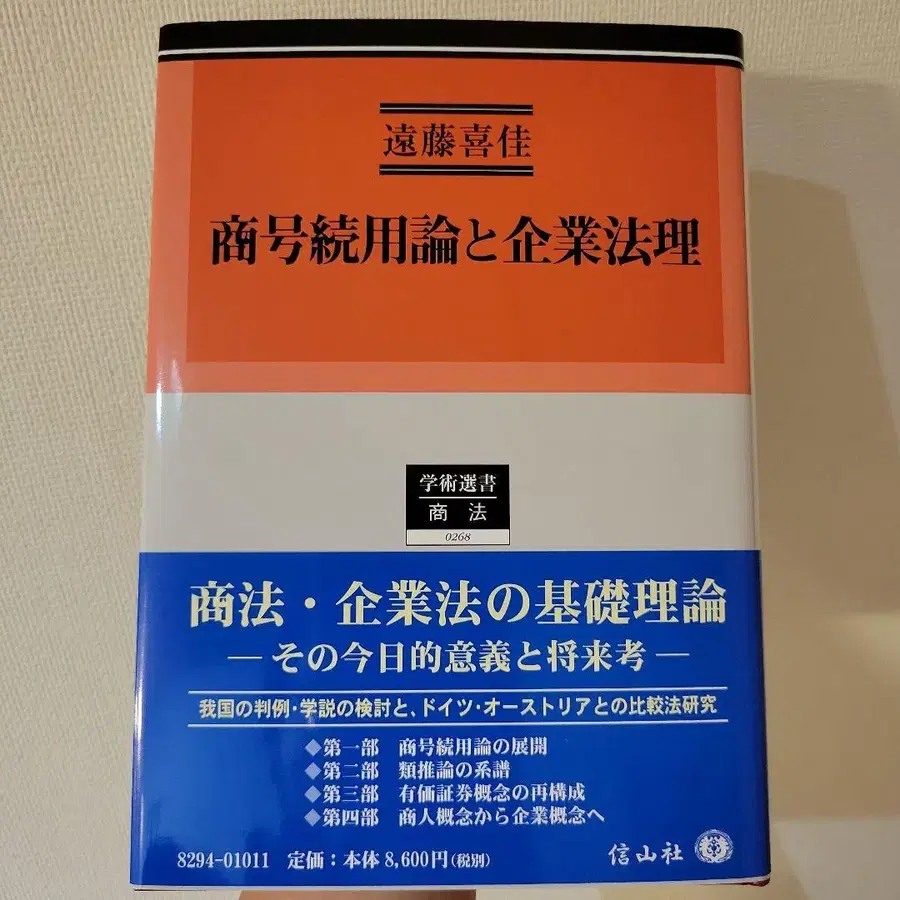 遠藤喜佳
商号続用論と企業法理
学術選書
商 法
0268
商法・企業法の基礎理論
―その今日的意義と将来考―
我国の判例・学説の検討と、ドイツ・オーストリアとの比較法研究
◆第一部 商号続用論の展開
◆第二部 類推論の系譜
◆第三部 有価証券概念の再構成
◆第四部 商人概念から企業概念へ
8294-01011 定価：本体 8,600円（税別） 信山社